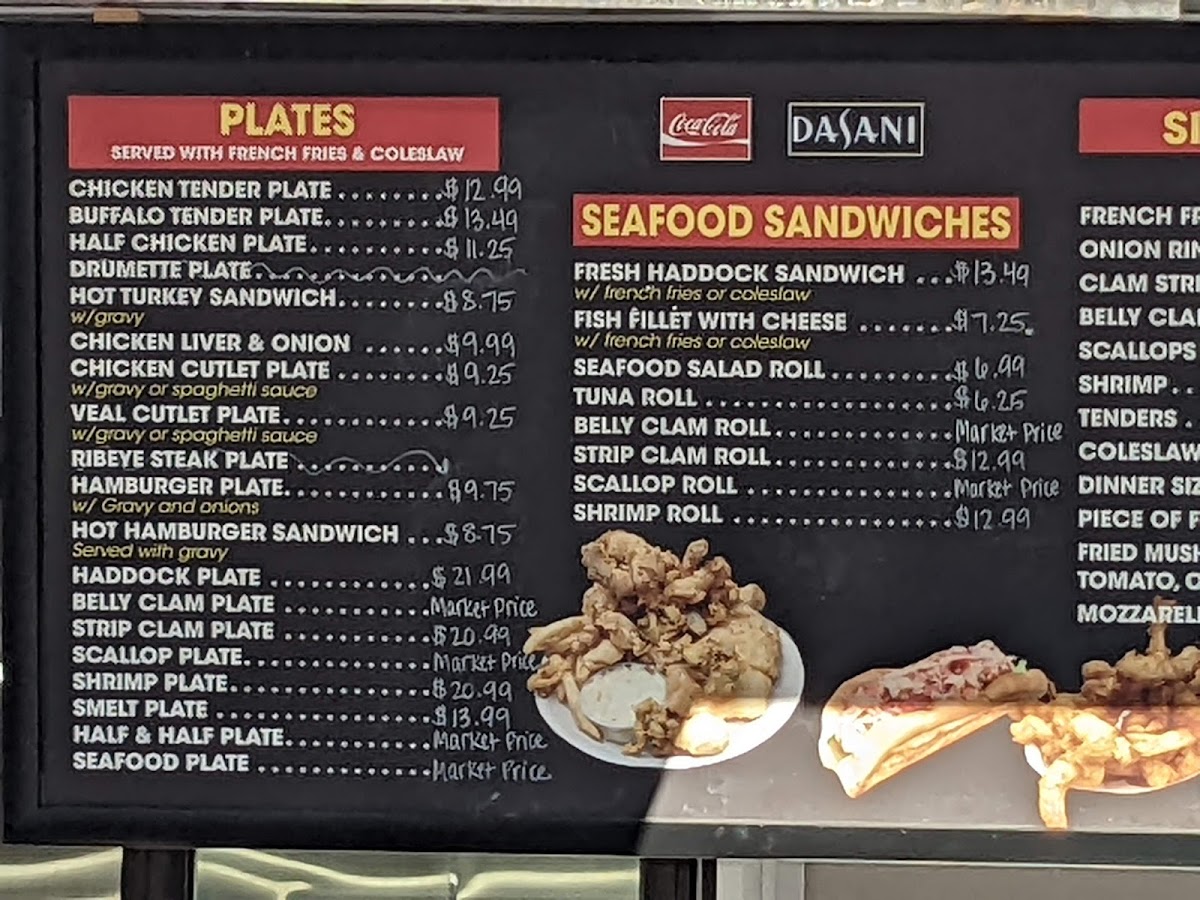 PLATES
SERVED WITH FRENCH FRIES & COLESLAW
CHICKEN TENDER PLATE ........$12.99
BUFFALO TENDER PLATE.........$13.49
HALF CHICKEN PLATE..........$11.25
DRUMETTE PLATE
HOT TURKEY SANDWICH........$8.75
w/gravy
CHICKEN LIVER & ONION ......$9.99
CHICKEN CUTLET PLATE ........$9.25
w/gravy or spaghetti sauce
VEAL CUTLET PLATE............$9.25
w/gravy or spaghetti sauce
RIBEYE STEAK PLATE
HAMBURGER PLATE............$9.75
w/ Gravy and onions
HOT HAMBURGER SANDWICH ...$8.75
Served with gravy
HADDOCK PLATE ............$21.99
BELLY CLAM PLATE ...........Market Price
STRIP CLAM PLATE ...........$20.99
SCALLOP PLATE..............Market Price
SHRIMP PLATE...............$20.99
SMELT PLATE ................$13.99
HALF & HALF PLATE...........Market Price
SEAFOOD PLATE .............Market Price
Coca-Cola
DASANI
SEAFOOD SANDWICHES
FRESH HADDOCK SANDWICH ...$13.49
w/ french fries or coleslaw
FISH FILLET WITH CHEESE .......$7.25
w/ french fries or coleslaw
SEAFOOD SALAD ROLL .........$6.99
TUNA ROLL ..................$6.25
BELLY CLAM ROLL.............Market Price
STRIP CLAM ROLL.............$12.99
SCALLOP ROLL ...............Market Price
SHRIMP ROLL ................$12.99
FRENCH
ONION
CLAM
BELLY
SCALLOPS
SHRIMP..
TENDERS .
COLESLAW
DINNER
PIECE OF
FRIED
TOMATO,